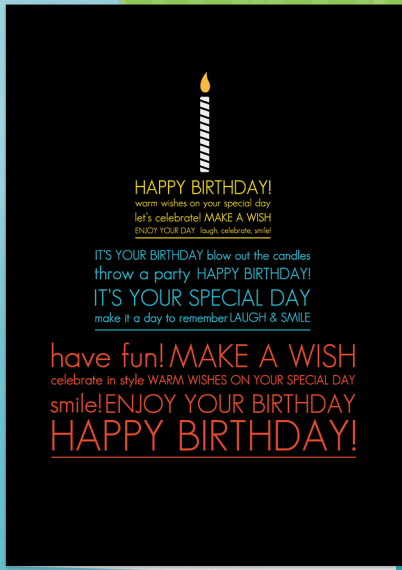 HAPPY BIRTHDAY!
warm wishes on your special day
let's celebrate! MAKE A WISH
ENJOY YOUR DAY laugh, celebrate, smile!
IT'S YOUR BIRTHDAY blow out the candles
throw a party HAPPY BIRTHDAY!
IT'S YOUR SPECIAL DAY
make it a day to remember LAUGH & SMILE
have fun! MAKE A WISH
celebrate in style WARM WISHES ON YOUR SPECIAL DAY
smile! ENJOY YOUR BIRTHDAY
HAPPY BIRTHDAY!